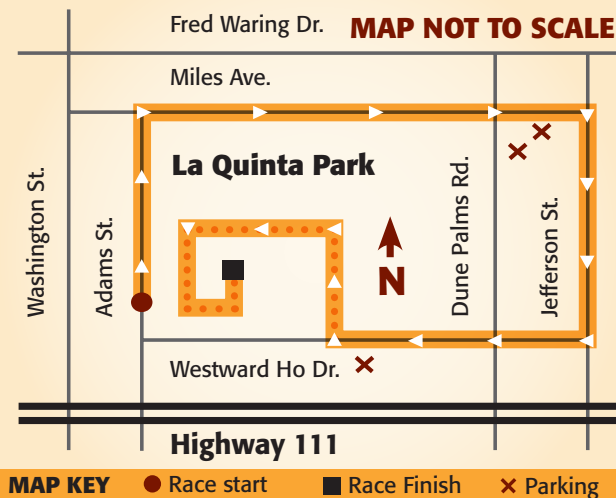 Fred Waring Dr.
MAP NOT TO SCALE
Miles Ave.
La Quinta Park
Washington St.
Adams St.
Dune Palms Rd.
Jefferson St.
N
Westward Ho Dr.
Highway 111
MAP KEY Race start Race Finish Parking